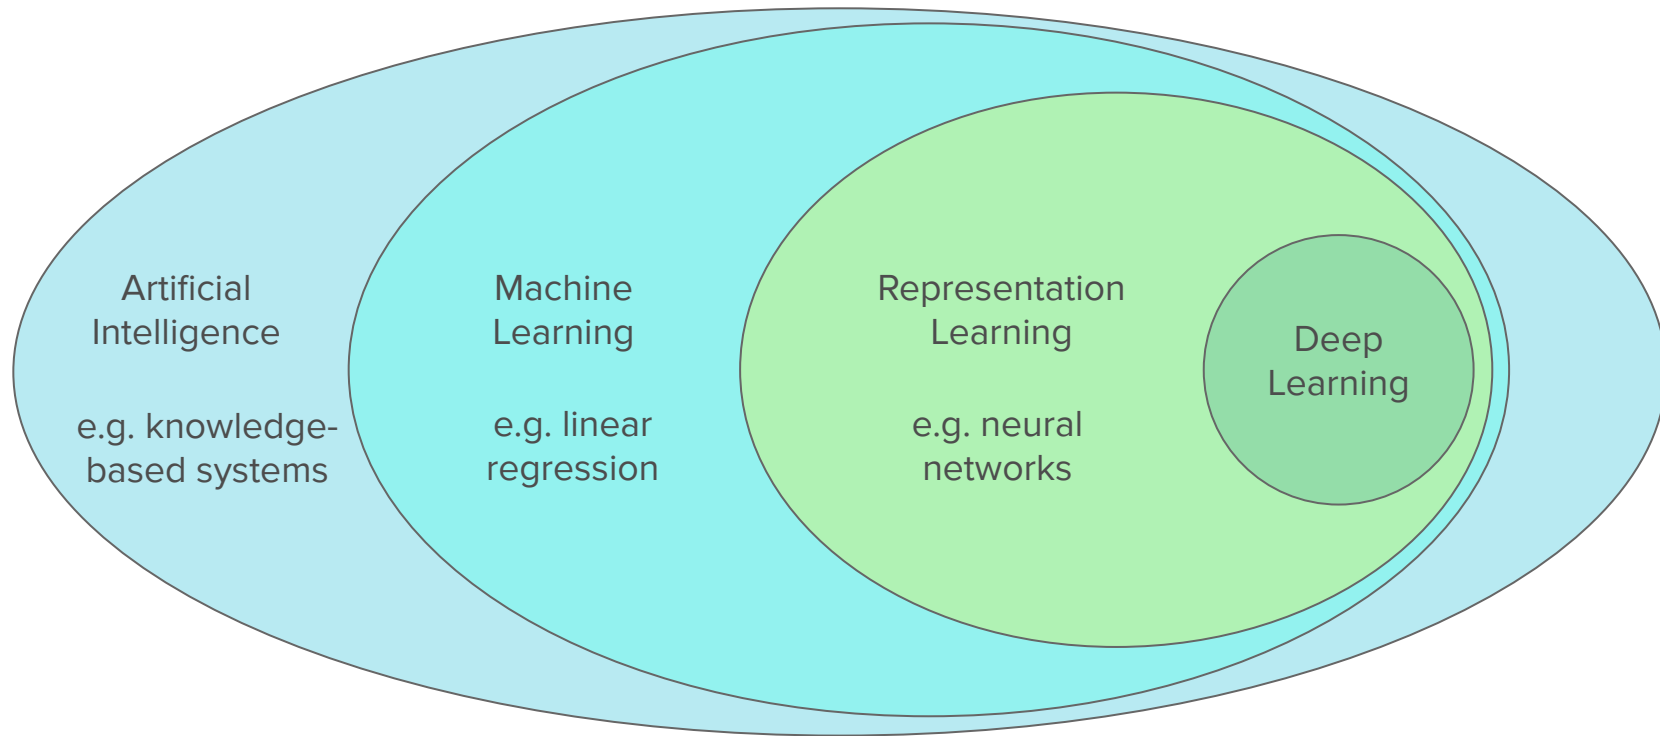 Artificial
Intelligence
e.g. knowledge-
based systems
Machine
Learning
e.g. linear
regression
Representation
Learning
e.g. neural
networks
Deep
Learning